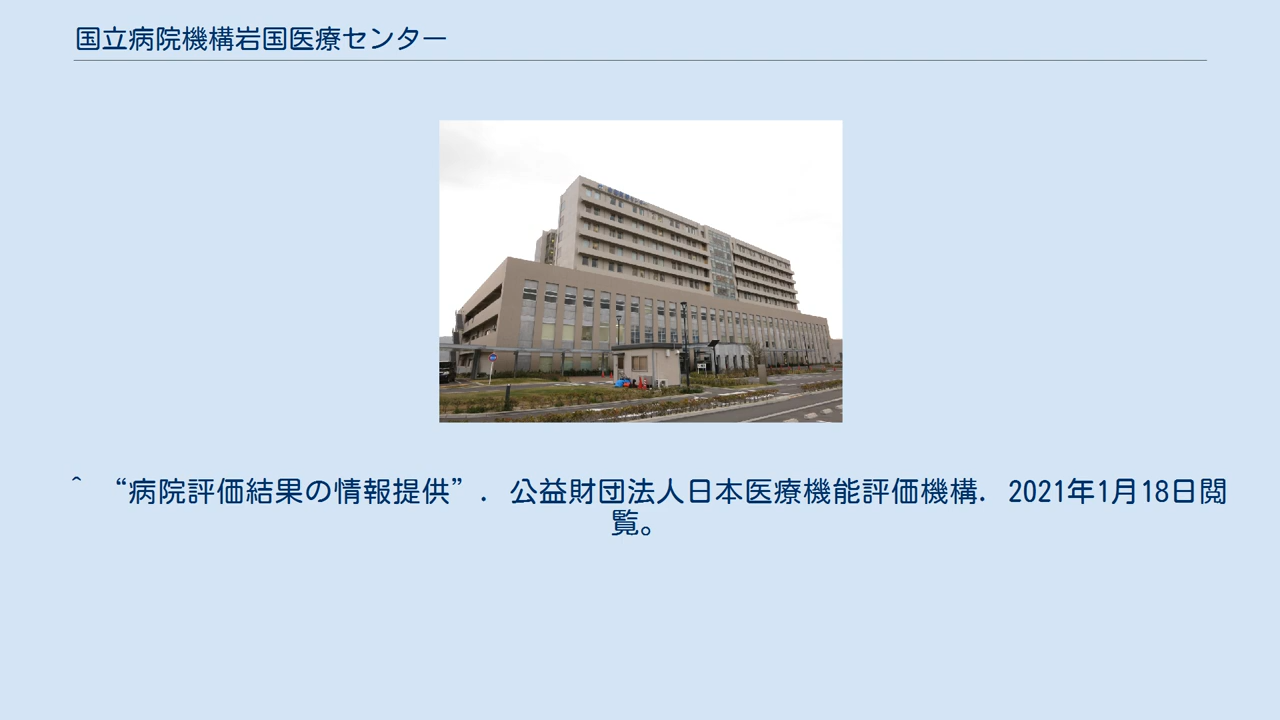 国立病院機構岩国医療センター
^ “病院評価結果の情報提供”. 公益財団法人日本医療機能評価機構. 2021年1月18日閲
覧。